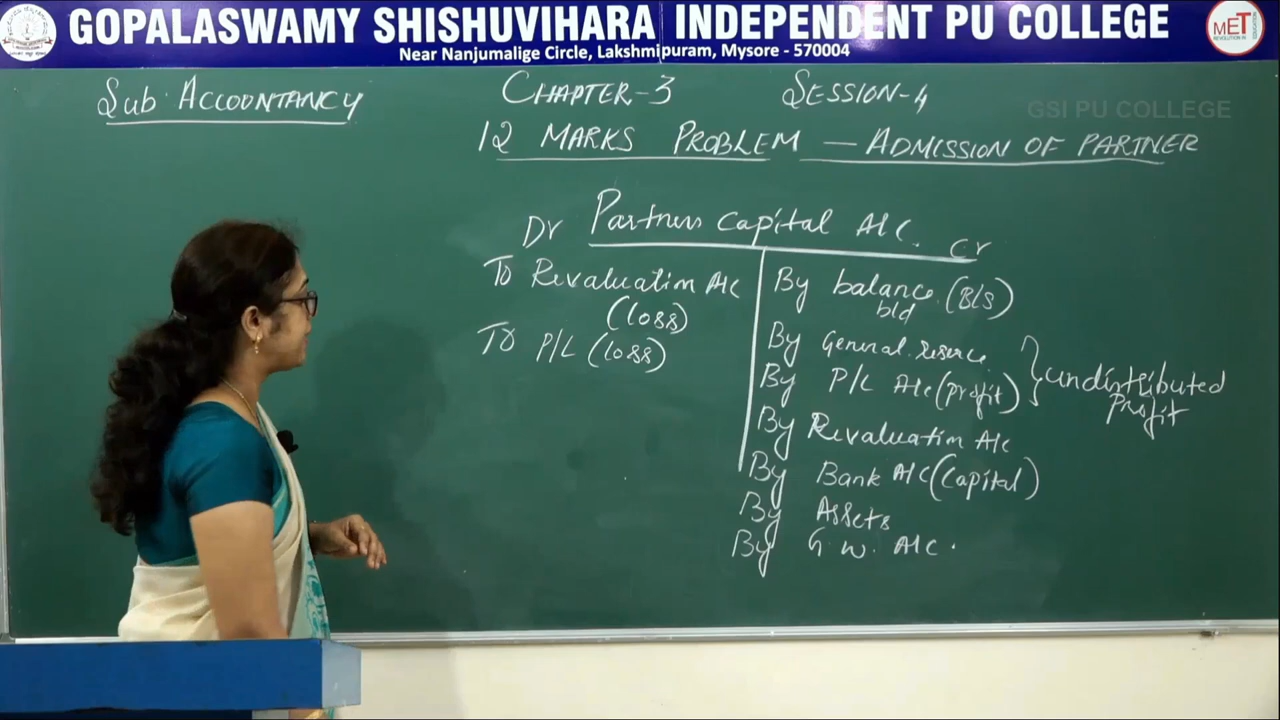 GOPALASWAMY SHISHUVIHARA INDEPENDENT PU COLLEGE
Near Nanjumalige Circle, Lakshmipuram, Mysore - 570004
MET
GSI PU COLLEGE
Sub: ACCOUNTANCY
CHAPTER-3 SESSION-4
12 MARKS PROBLEM — ADMISSION OF PARTNER
Dr Partners Capital A/C. Cr
To Revaluation A/C (loss)
To P/L (loss)
By balance b/d (B/S)
By General reserve
By P/L A/C (Profit)
undistributed Profit
By Revaluation A/C
By Bank A/C (Capital)
By Assets
By G.W. A/C.